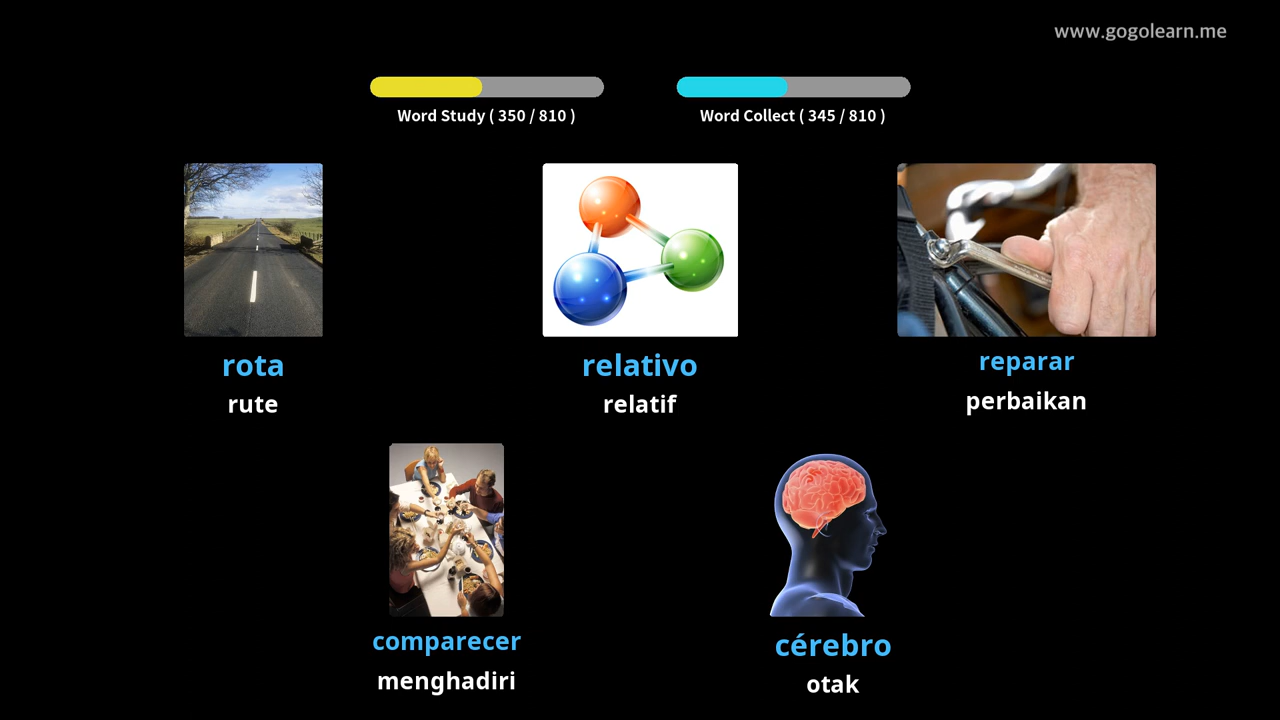 www.gogolearn.me
Word Study ( 350 / 810 )
Word Collect ( 345 / 810 )
rota
rute
relativo
relatif
reparar
perbaikan
comparecer
menghadiri
cérebro
otak